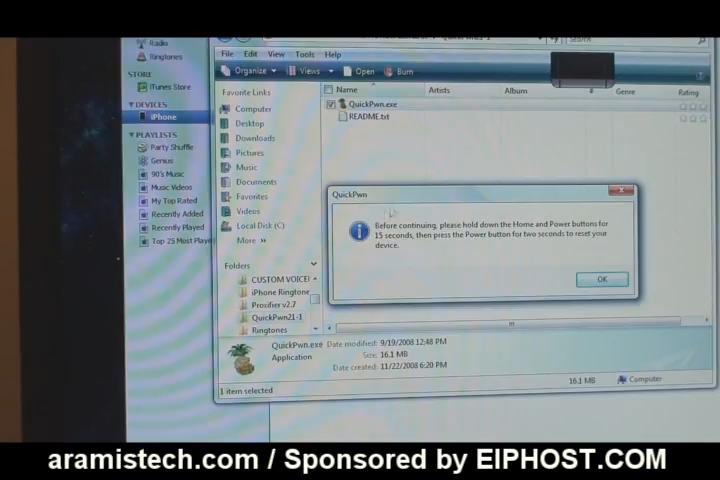 Radio
Ringtones
STORE
iTunes Store
DEVICES
iPhone
PLAYLISTS
Party Shuffle
Genius
90's Music
Music Videos
My Top Rated
Recently Added
Recently Played
Top 25 Most Playe
File Edit View Tools Help
Organize Views Open Burn
Favorite Links
Computer
Desktop
Downloads
Pictures
Music
Documents
Favorites
Videos
Local Disk (C)
More »
Folders
CUSTOM VOICE
iPhone Ringtone
Proxifier v2.7
QuickPwn21-1
Ringtones
Name Artists Album # Genre Rating
QuickPwn.exe
README.txt
QuickPwn
Before continuing, please hold down the Home and Power buttons for
15 seconds, then press the Power button for two seconds to reset your
device.
OK
QuickPwn.exe Date modified: 9/19/2008 12:48 PM
Application Size: 16.1 MB
Date created: 11/22/2008 6:20 PM
1 item selected 16.1 MB Computer
aramistech.com / Sponsored by EIPHOST.COM